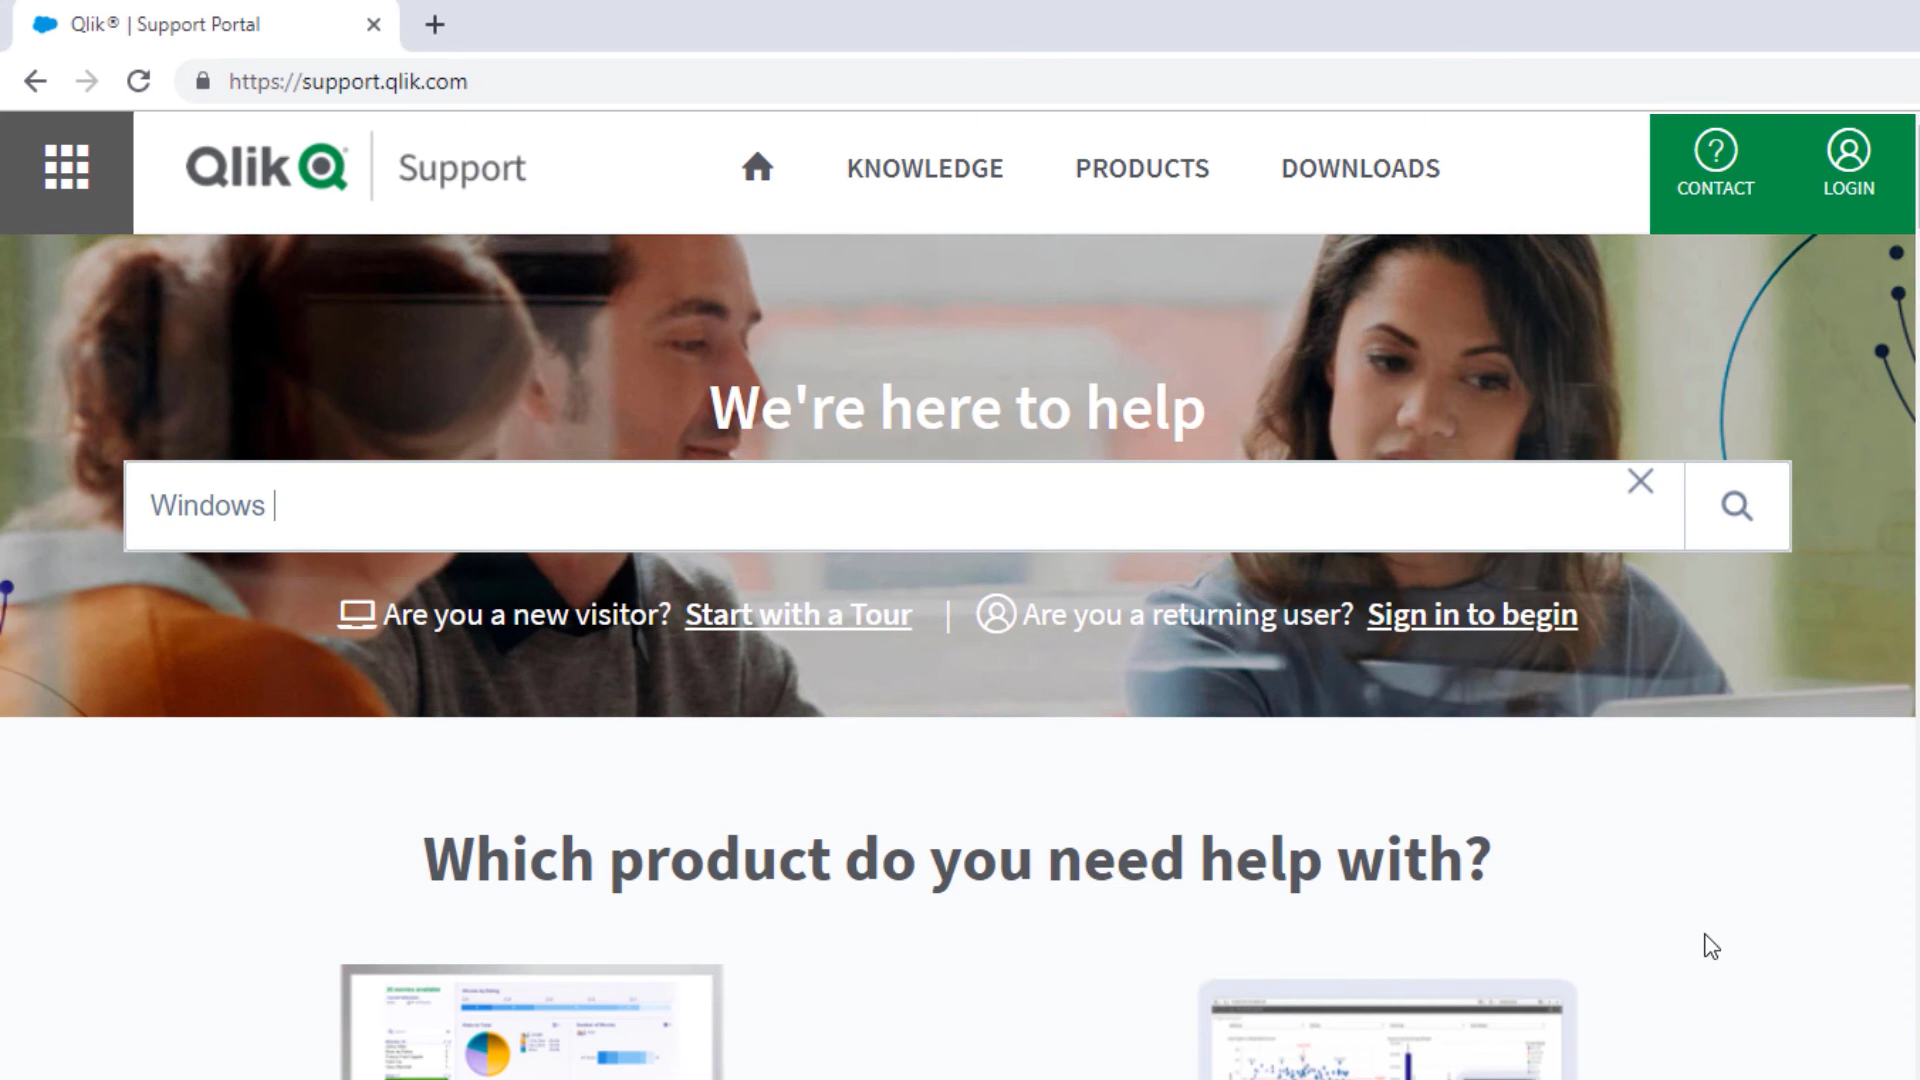 Qlik® | Support Portal
https://support.qlik.com
Qlik Support
KNOWLEDGE PRODUCTS DOWNLOADS
CONTACT LOGIN
We're here to help
Windows
Are you a new visitor? Start with a Tour | Are you a returning user? Sign in to begin
Which product do you need help with?